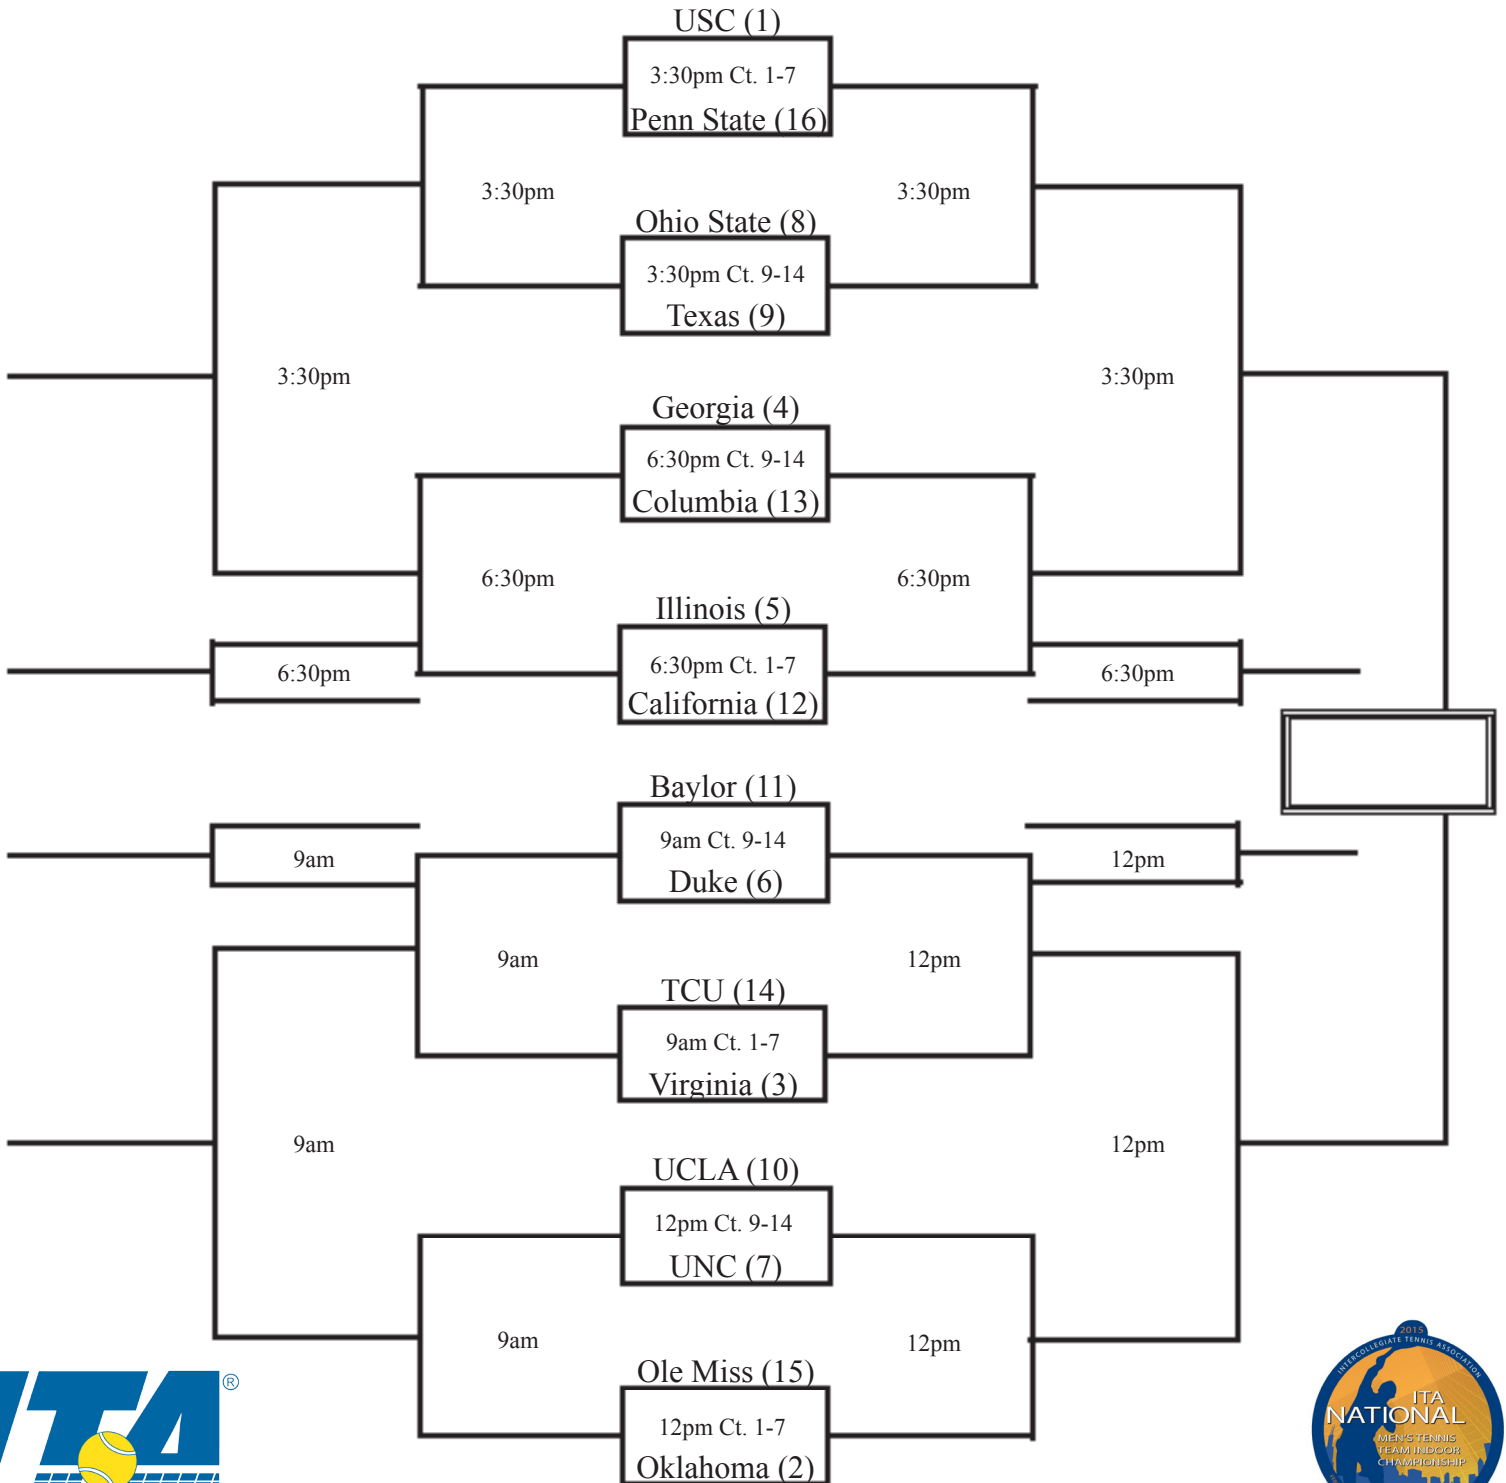 USC (1)
3:30pm Ct. 1-7
Penn State (16)
3:30pm
3:30pm
Ohio State (8)
3:30pm Ct. 9-14
Texas (9)
3:30pm
3:30pm
Georgia (4)
6:30pm Ct. 9-14
Columbia (13)
6:30pm
6:30pm
Illinois (5)
6:30pm Ct. 1-7
California (12)
6:30pm
6:30pm
Baylor (11)
9am Ct. 9-14
Duke (6)
9am
12pm
9am
12pm
TCU (14)
9am Ct. 1-7
Virginia (3)
9am
12pm
UCLA (10)
12pm Ct. 9-14
UNC (7)
9am
12pm
Ole Miss (15)
12pm Ct. 1-7
Oklahoma (2)
ITA®
2015
INTERCOLLEGIATE TENNIS ASSOCIATION
ITA
NATIONAL
MEN'S TENNIS
TEAM INDOOR
CHAMPIONSHIP